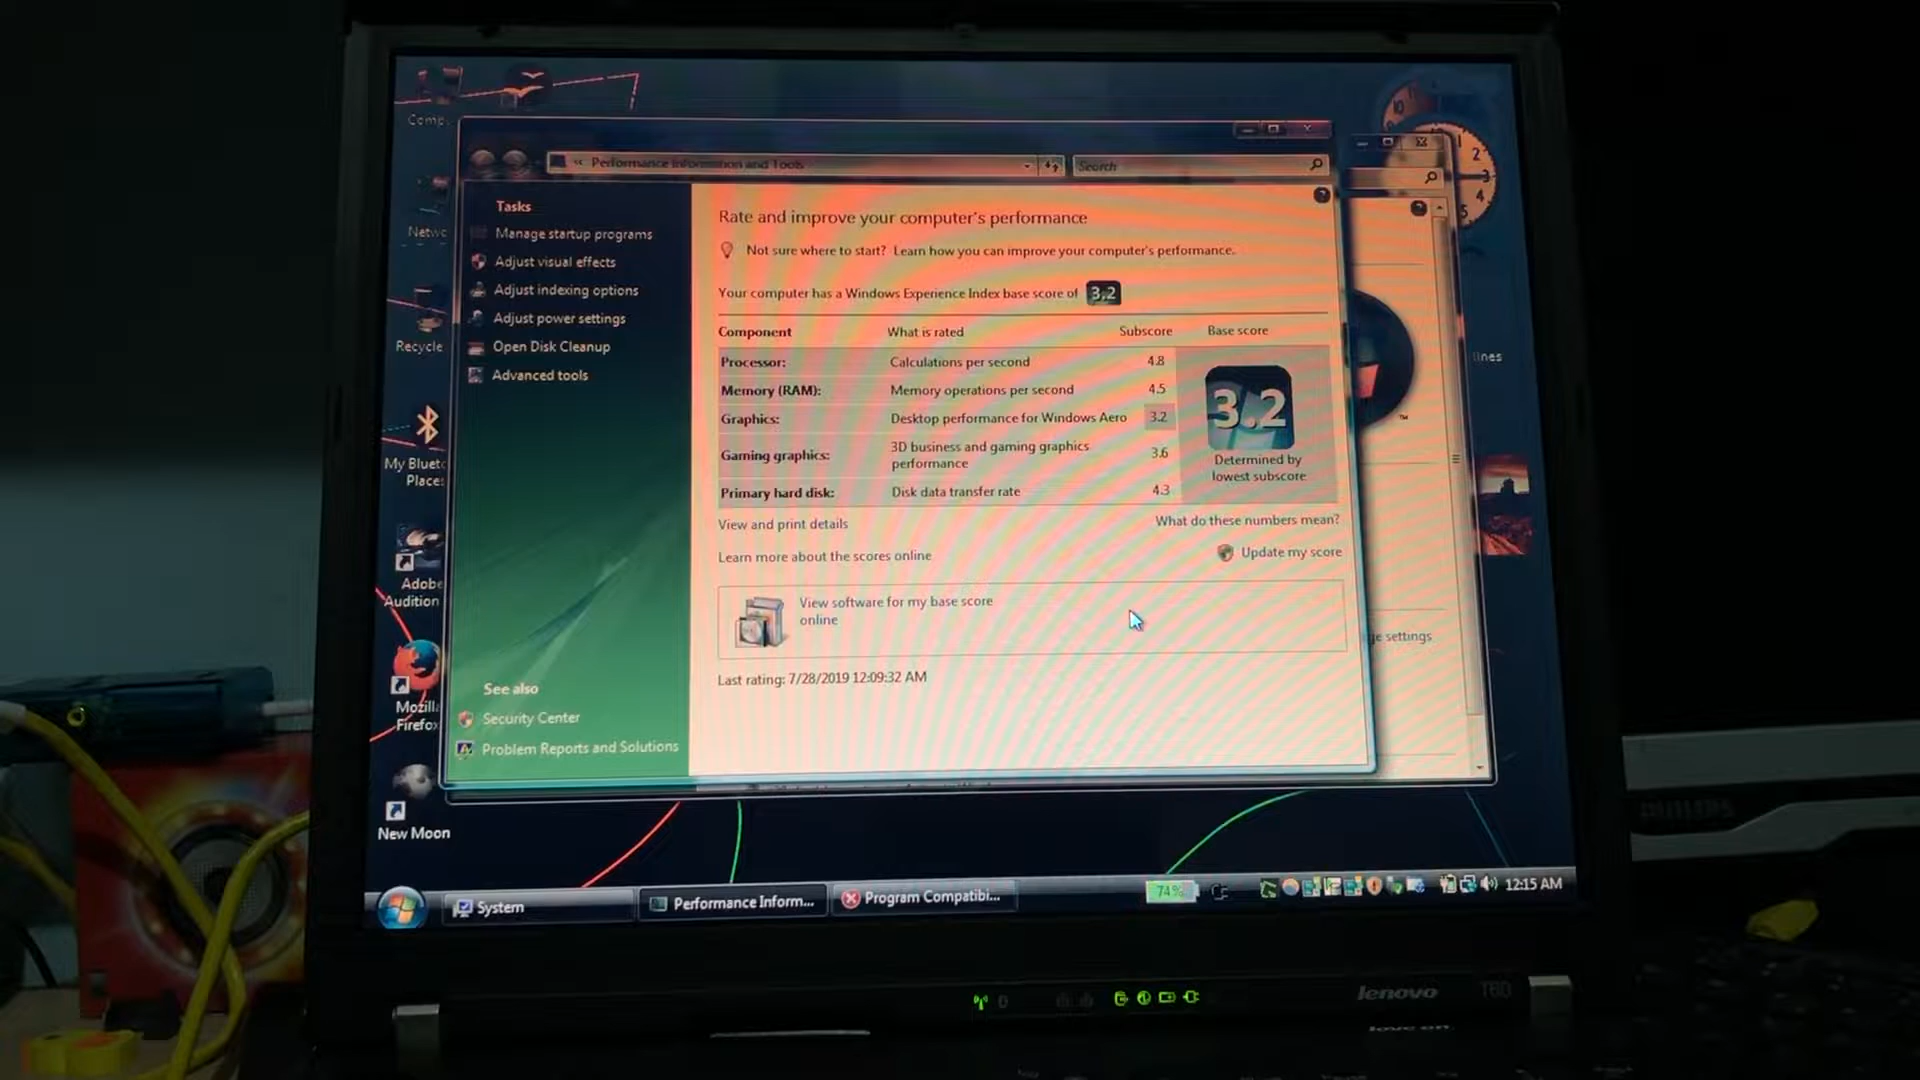 Comp
Netwo
Recycle
My Blueto
Places
Adobe
Audition
Mozilla
Firefox
New Moon
Performance Information and Tools
Search
Tasks
Manage startup programs
Adjust visual effects
Adjust indexing options
Adjust power settings
Open Disk Cleanup
Advanced tools
See also
Security Center
Problem Reports and Solutions
Rate and improve your computer's performance
Not sure where to start? Learn how you can improve your computer's performance.
Your computer has a Windows Experience Index base score of 3.2
Component What is rated Subscore Base score
Processor: Calculations per second 4.8
Memory (RAM): Memory operations per second 4.5
Graphics: Desktop performance for Windows Aero 3.2
Gaming graphics: 3D business and gaming graphics
performance 3.6
Primary hard disk: Disk data transfer rate 4.3
3.2
Determined by
lowest subscore
View and print details
What do these numbers mean?
Learn more about the scores online
Update my score
View software for my base score
online
Last rating: 7/28/2019 12:09:32 AM
ge settings
lines
™
1
2
3
4
5
10
System
Performance Inform...
Program Compatibi...
74%
12:15 AM
lenovo T60